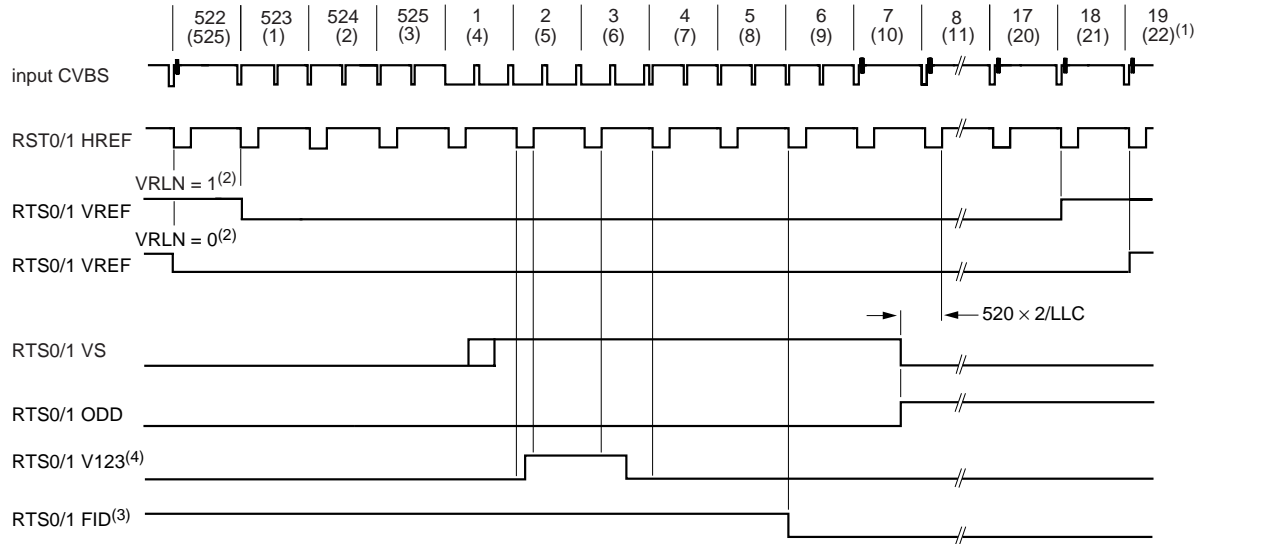 522 523 524 525 1 2 3 4 5 6 7 8 17 18 19
(525) (1) (2) (3) (4) (5) (6) (7) (8) (9) (10) (11) (20) (21) (22)(1)
input CVBS
RST0/1 HREF
VRLN = 1(2)
RTS0/1 VREF
VRLN = 0(2)
RTS0/1 VREF
520 × 2/LLC
RTS0/1 VS
RTS0/1 ODD
RTS0/1 V123(4)
RTS0/1 FID(3)